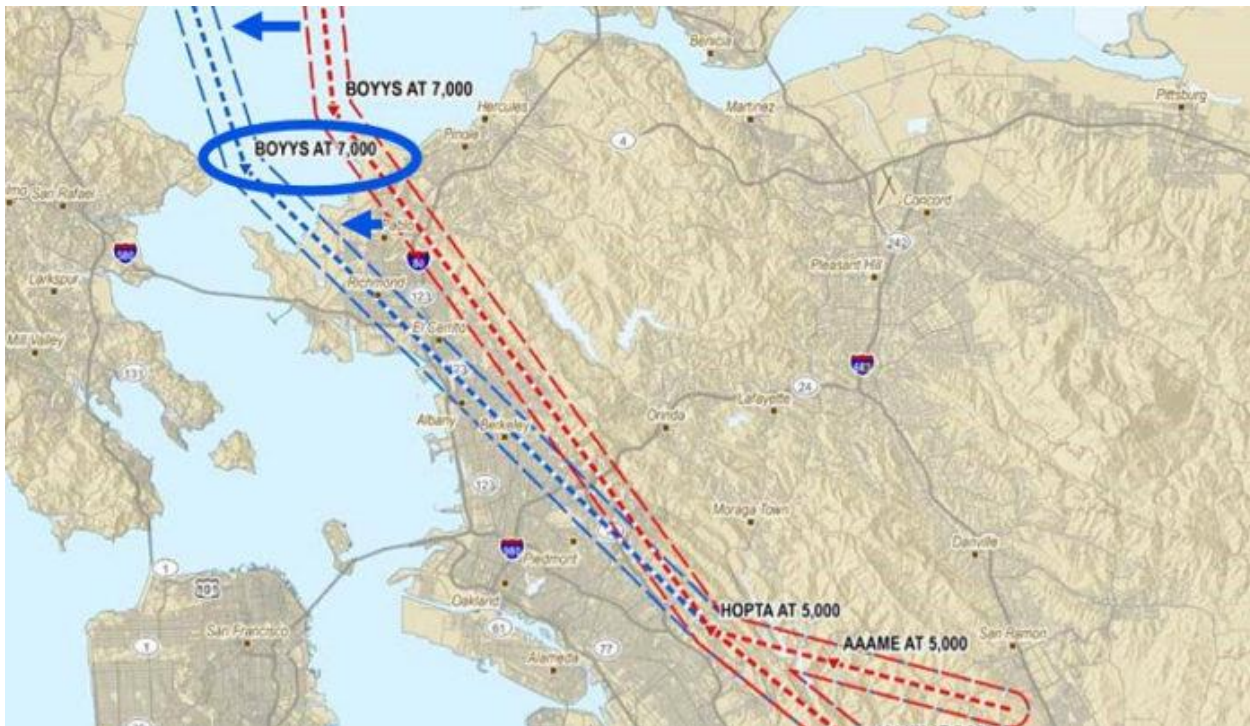 BOYYS AT 7,000
Benicia
Hercules
Martinez
Pittsburg
Pinole
4
BOYYS AT 7,000
San Rafael
Concord
242
Pablo
580
80
Pleasant Hill
Larkspur
Richmond
123
El Cerrito
Mill Valley
131
123
24
Lafayette
Albany
Orinda
Berkeley
123
Moraga Town
Danville
980
Piedmont
1
101
Oakland
HOPTA AT 5,000
San Francisco
61
San Ramon
AAAME AT 5,000
1
77
Alameda